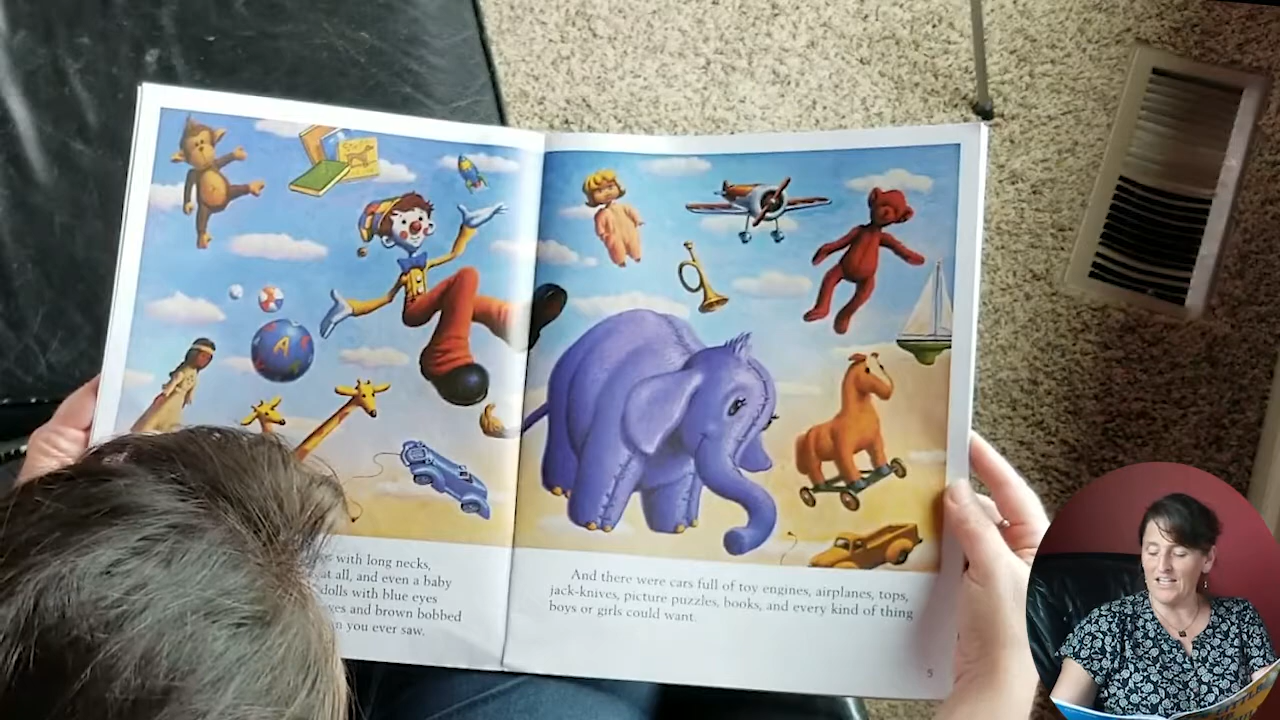 with long necks,
at all, and even a baby
dolls with blue eyes
and brown bobbed
you ever saw.
And there were cars full of toy engines, airplanes, tops,
jack-knives, picture puzzles, books, and every kind of thing
boys or girls could want.
5
A